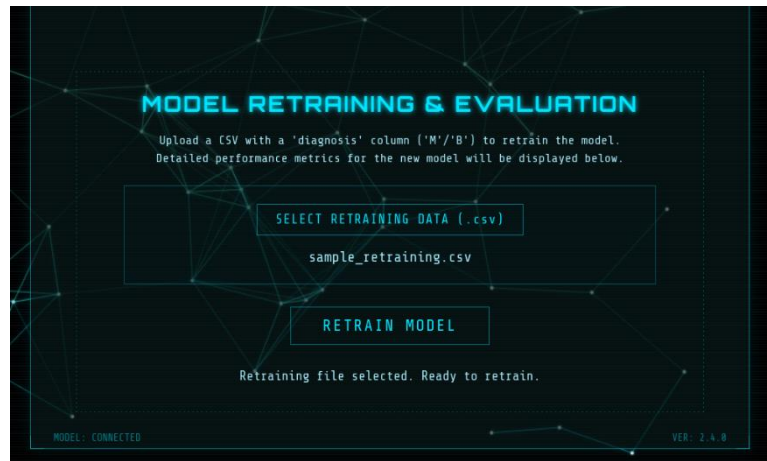 MODEL RETRAINING & EVALUATION
Upload a CSV with a 'diagnosis' column ('M'/'B') to retrain the model.
Detailed performance metrics for the new model will be displayed below.
SELECT RETRAINING DATA (.csv)
sample_retraining.csv
RETRAIN MODEL
Retraining file selected. Ready to retrain.
MODEL: CONNECTED
VER: 2.4.0